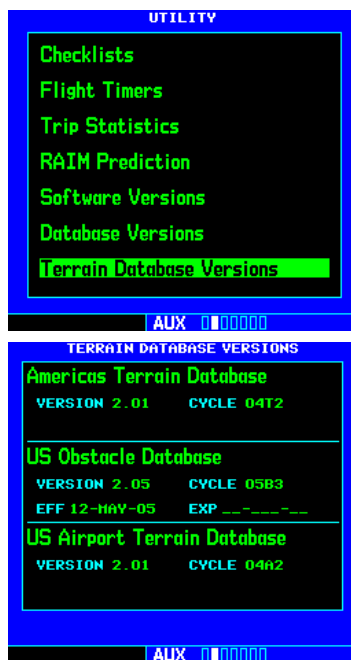 UTILITY
Checklists
Flight Timers
Trip Statistics
RAIM Prediction
Software Versions
Database Versions
Terrain Database Versions
AUX
TERRAIN DATABASE VERSIONS
Americas Terrain Database
VERSION 2.01 CYCLE 04T2
US Obstacle Database
VERSION 2.05 CYCLE 05B3
EFF 12-MAY-05 EXP __-___-__
US Airport Terrain Database
VERSION 2.01 CYCLE 04A2
AUX